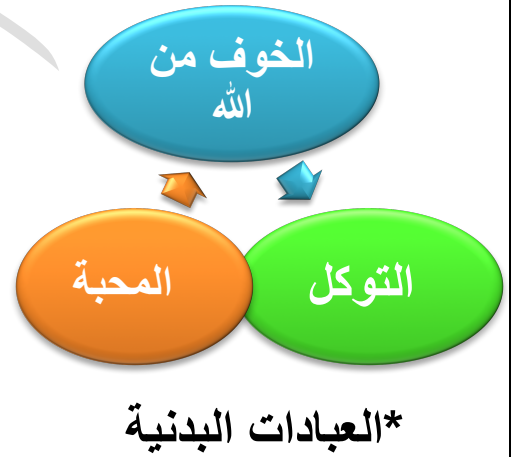 الخوف من
الله
التوكل
المحبة
*العبادات البدنية